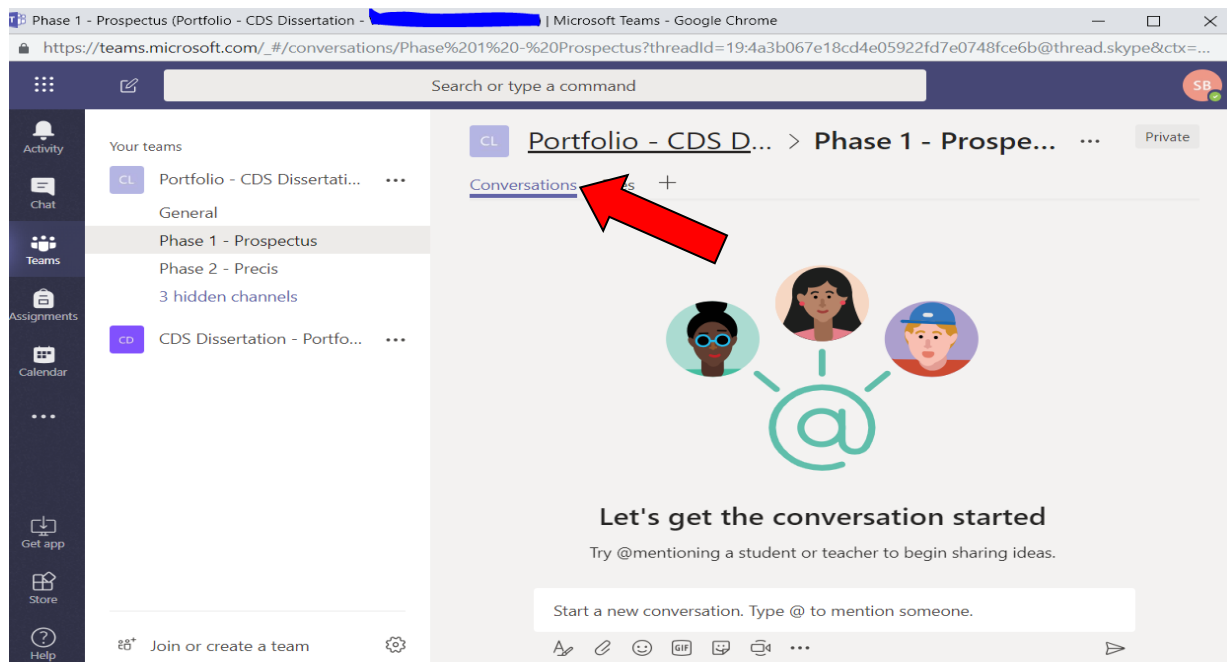 Phase 1 - Prospectus (Portfolio - CDS Dissertation - | Microsoft Teams - Google Chrome
https://teams.microsoft.com/_#/conversations/Phase%201%20-%20Prospectus?threadId=19:4a3b067e18cd4e05922fd7e0748fce6b@thread.skype&ctx=...
Search or type a command
SB
Activity
Chat
Teams
Assignments
Calendar
Get app
Store
Help
Your teams
CL Portfolio - CDS Dissertati... ...
General
Phase 1 - Prospectus
Phase 2 - Precis
3 hidden channels
CD CDS Dissertation - Portfo... ...
Join or create a team
CL Portfolio - CDS D... > Phase 1 - Prospe... ... Private
Conversations +
@
Let's get the conversation started
Try @mentioning a student or teacher to begin sharing ideas.
Start a new conversation. Type @ to mention someone.
GIF